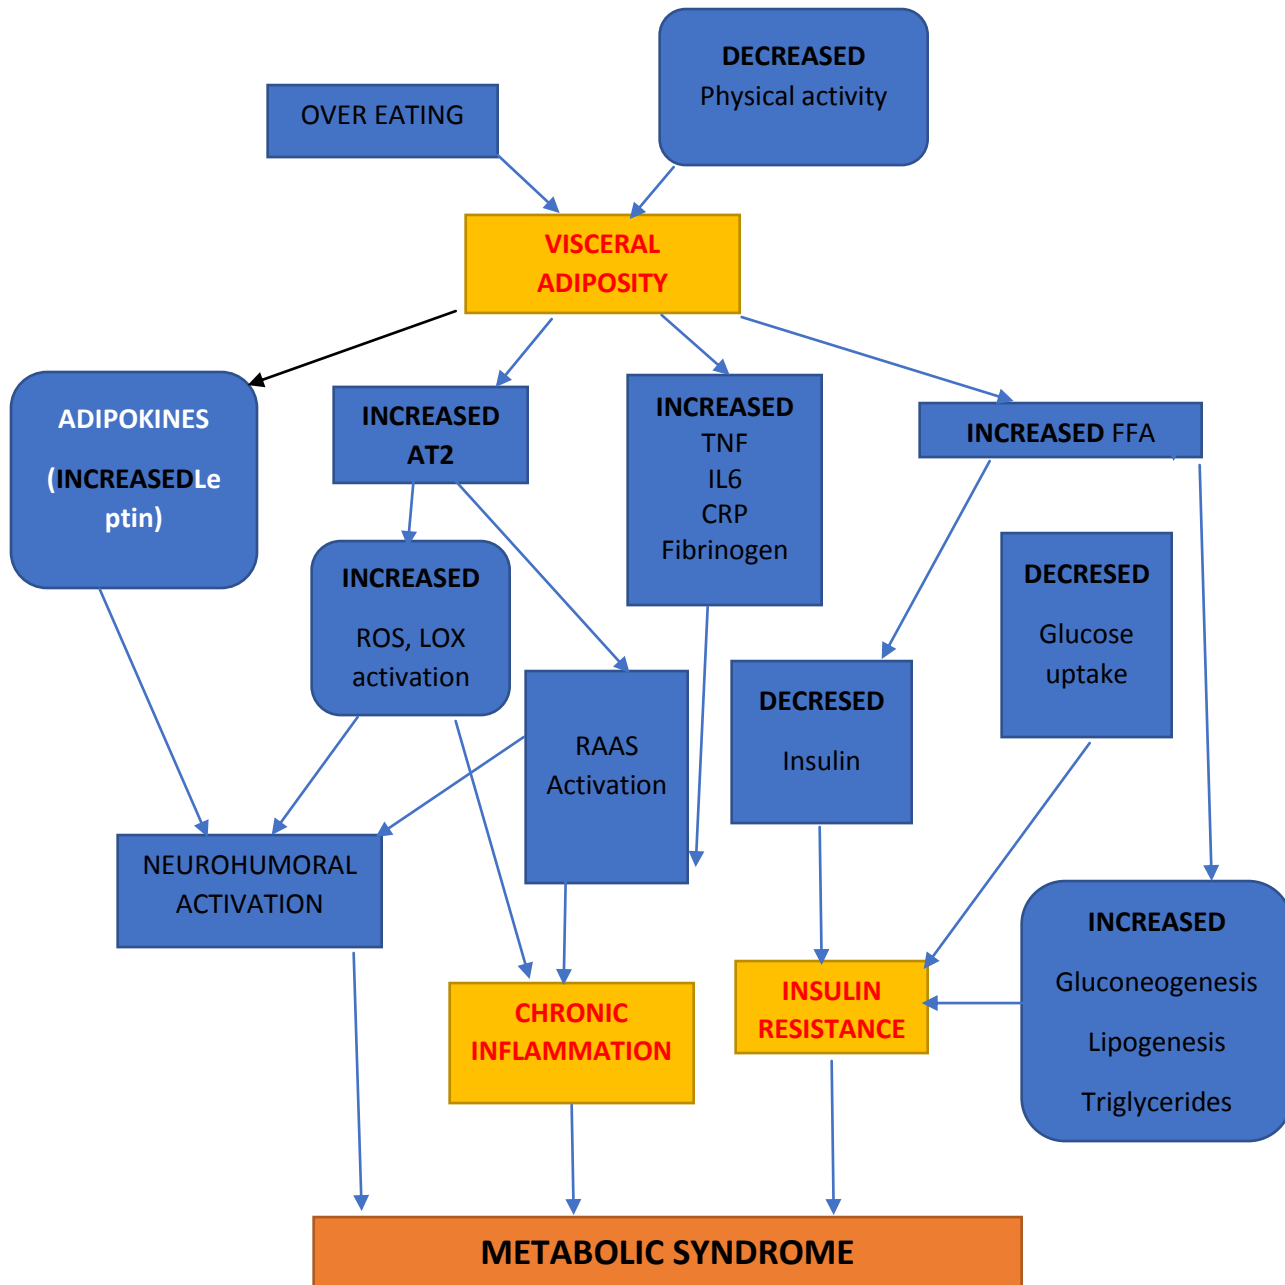 DECREASED
Physical activity
OVER EATING
VISCERAL
ADIPOSITY
ADIPOKINES
(INCREASEDLe
ptin)
INCREASED
AT2
INCREASED
TNF
IL6
CRP
Fibrinogen
INCREASED FFA
INCREASED
ROS, LOX
activation
RAAS
Activation
DECRESED
Insulin
DECRESED
Glucose
uptake
NEUROHUMORAL
ACTIVATION
CHRONIC
INFLAMMATION
INSULIN
RESISTANCE
INCREASED
Gluconeogenesis
Lipogenesis
Triglycerides
METABOLIC SYNDROME